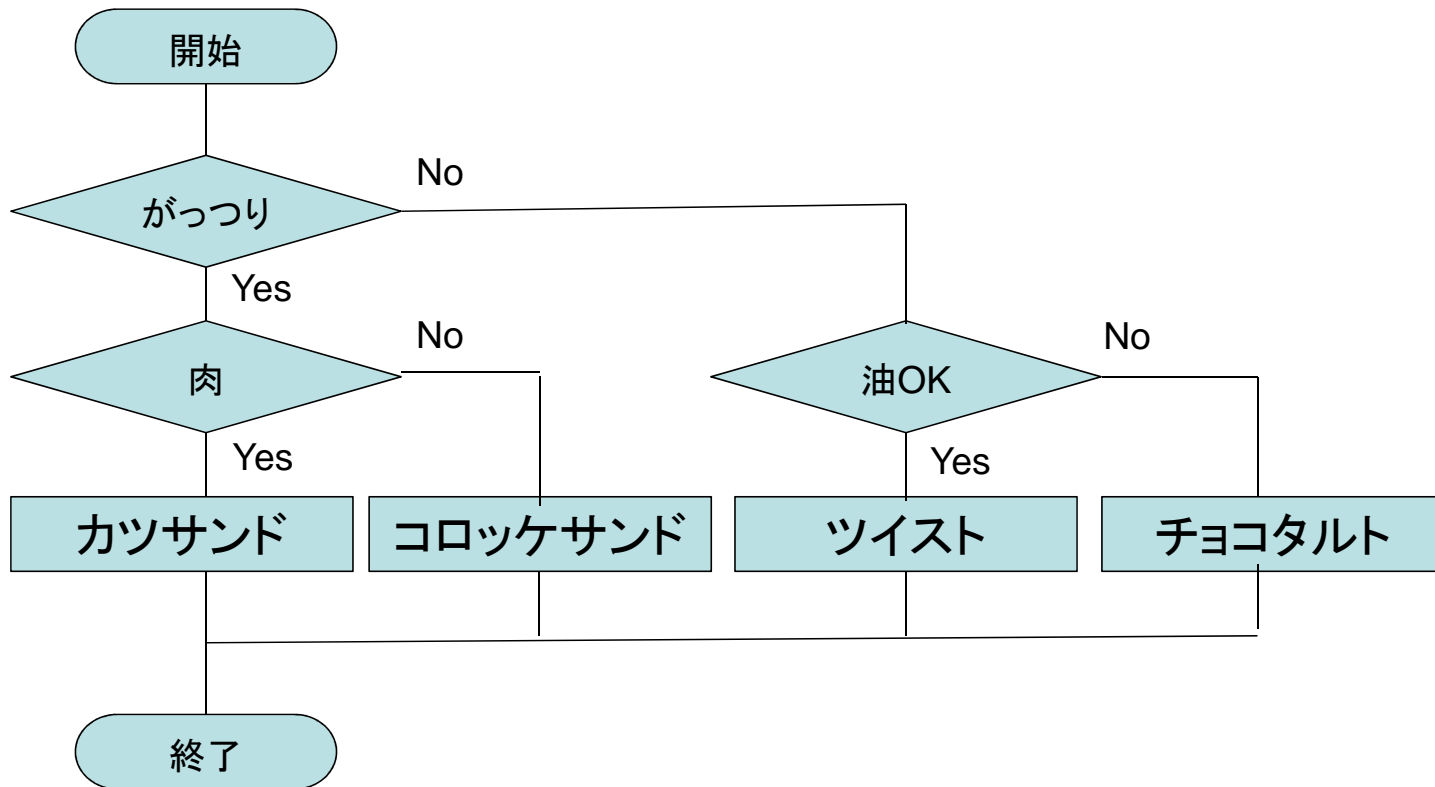 開始
No
がっつり
Yes
No
No
肉
油OK
Yes
Yes
カツサンド
コロッケサンド
ツイスト
チョコタルト
終了